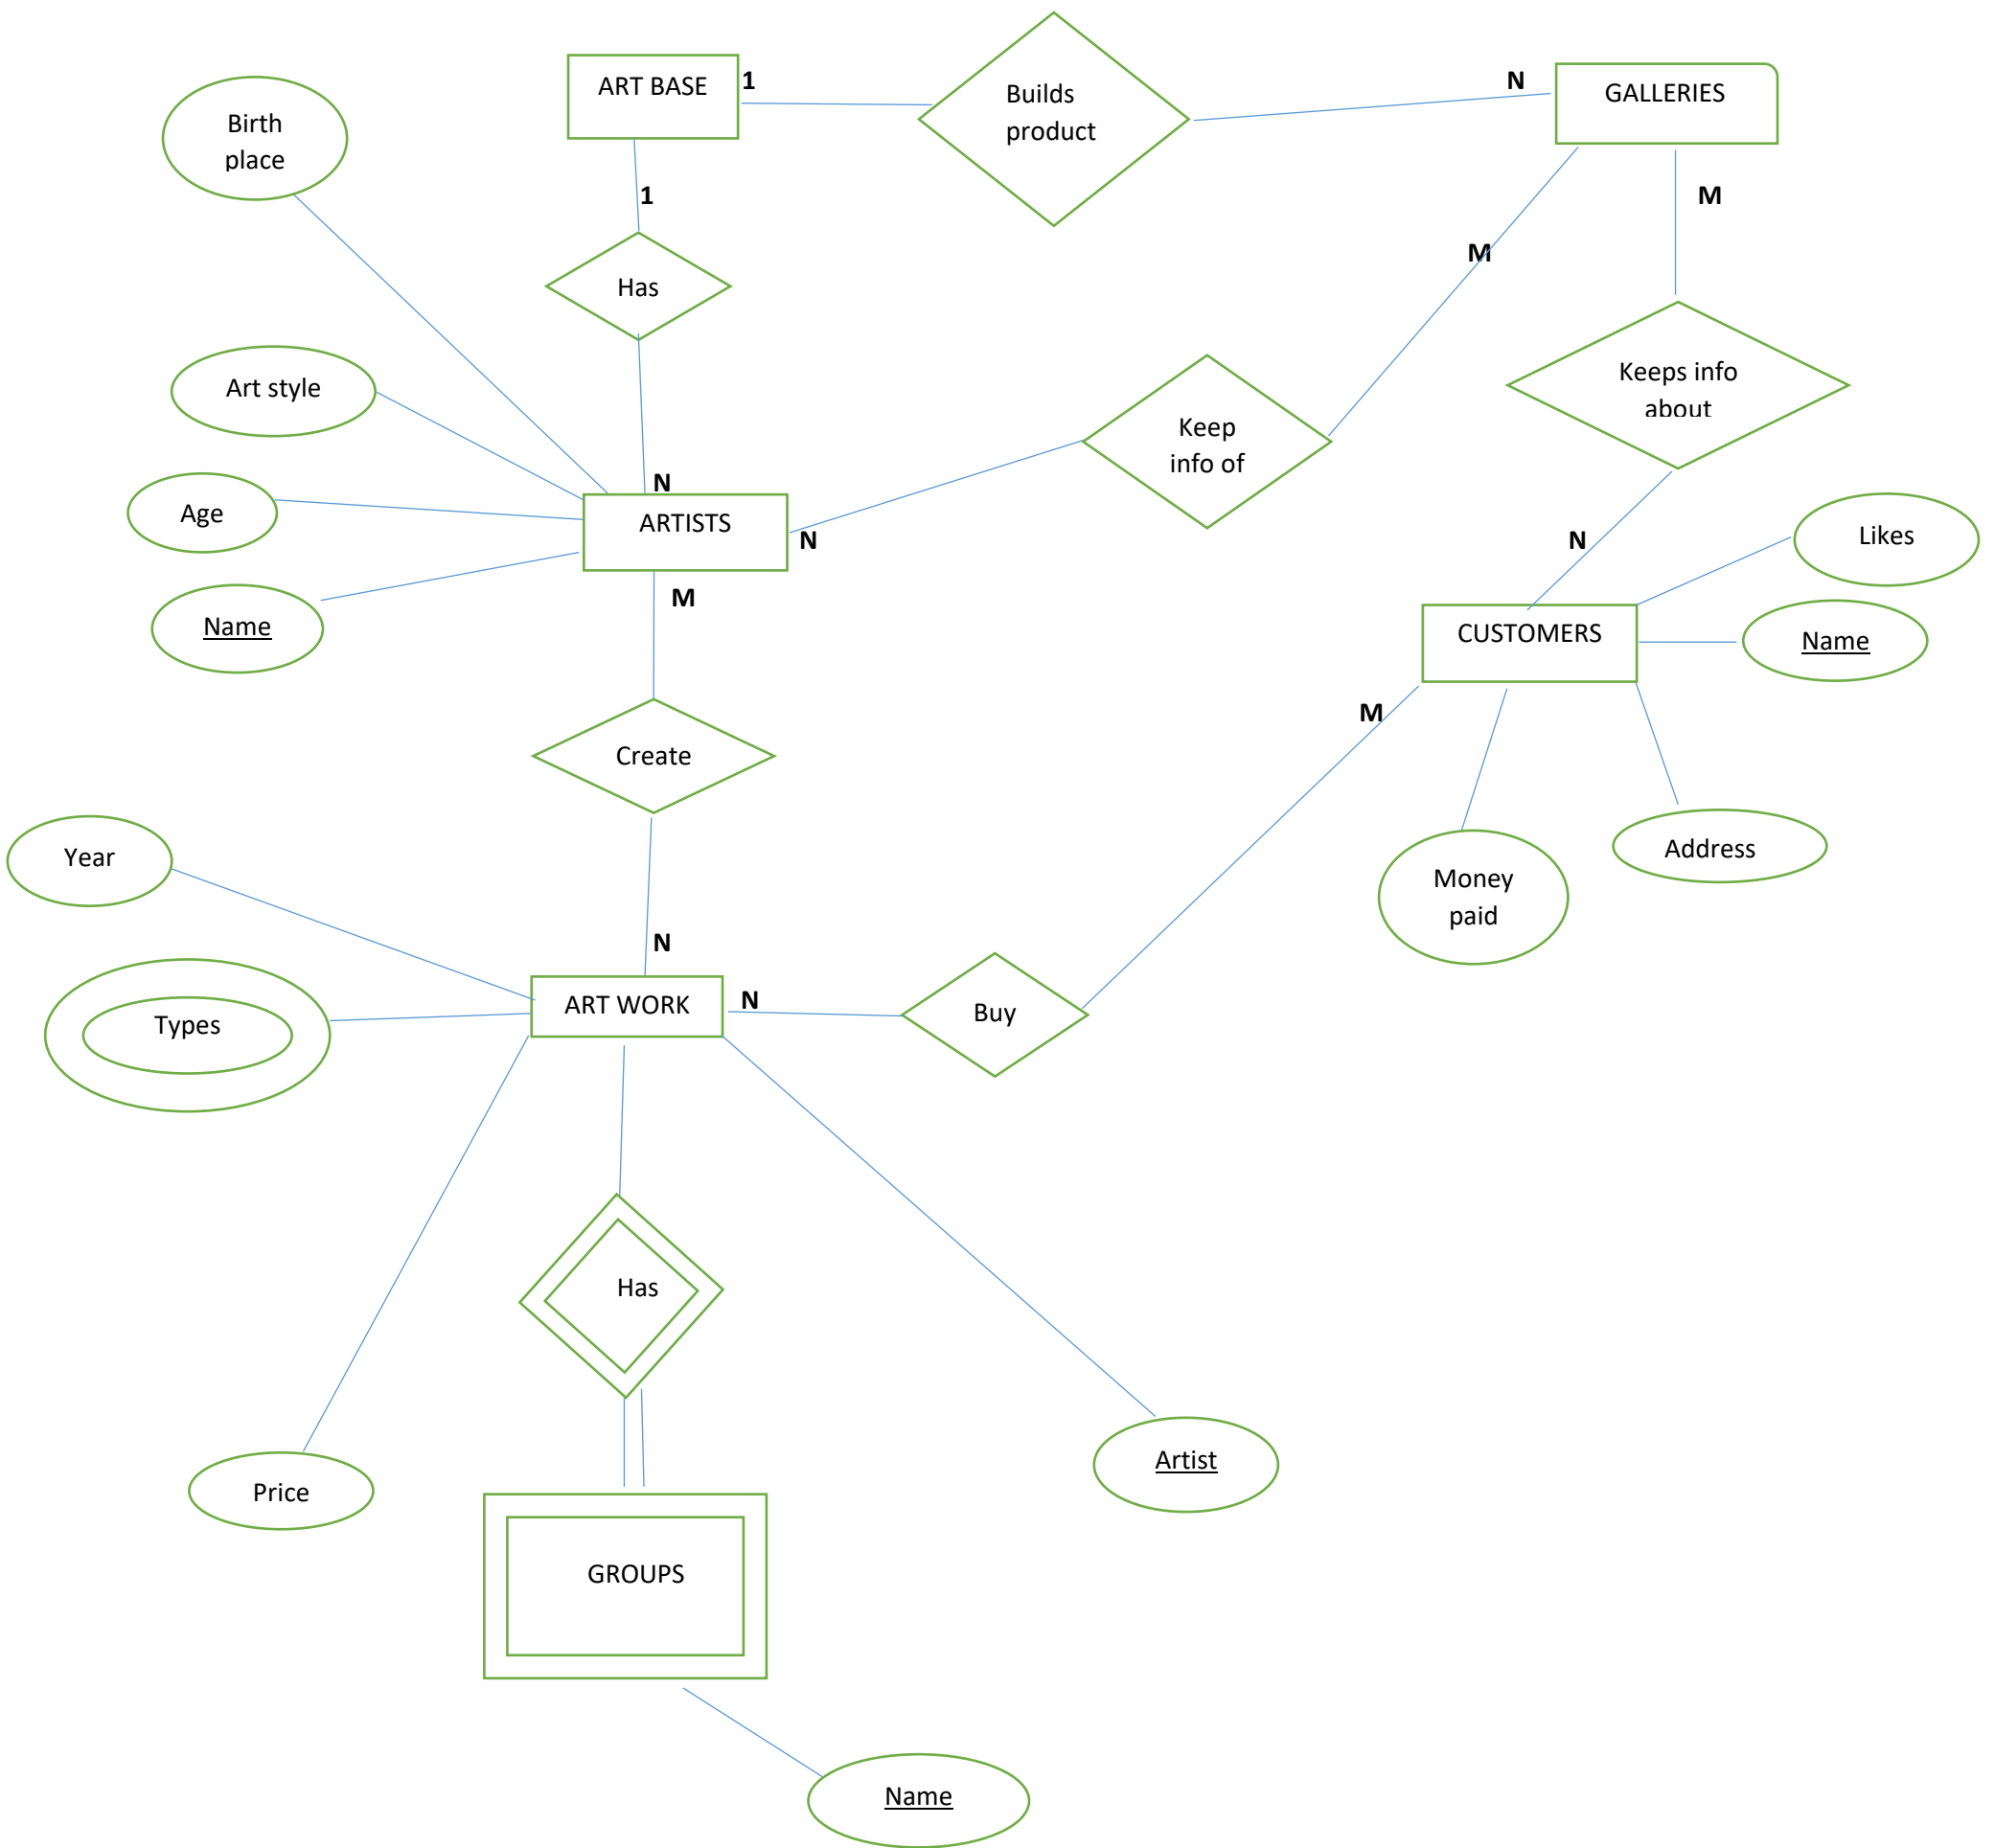 ART BASE
1
Builds
product
N
GALLERIES
Birth
place
1
M
Has
M
Art style
Keeps info
about
Keep
info of
N
Age
ARTISTS
N
N
Likes
Name
M
CUSTOMERS
Name
M
Create
Year
Money
paid
Address
N
Types
ART WORK
N
Buy
Has
Price
Artist
GROUPS
Name